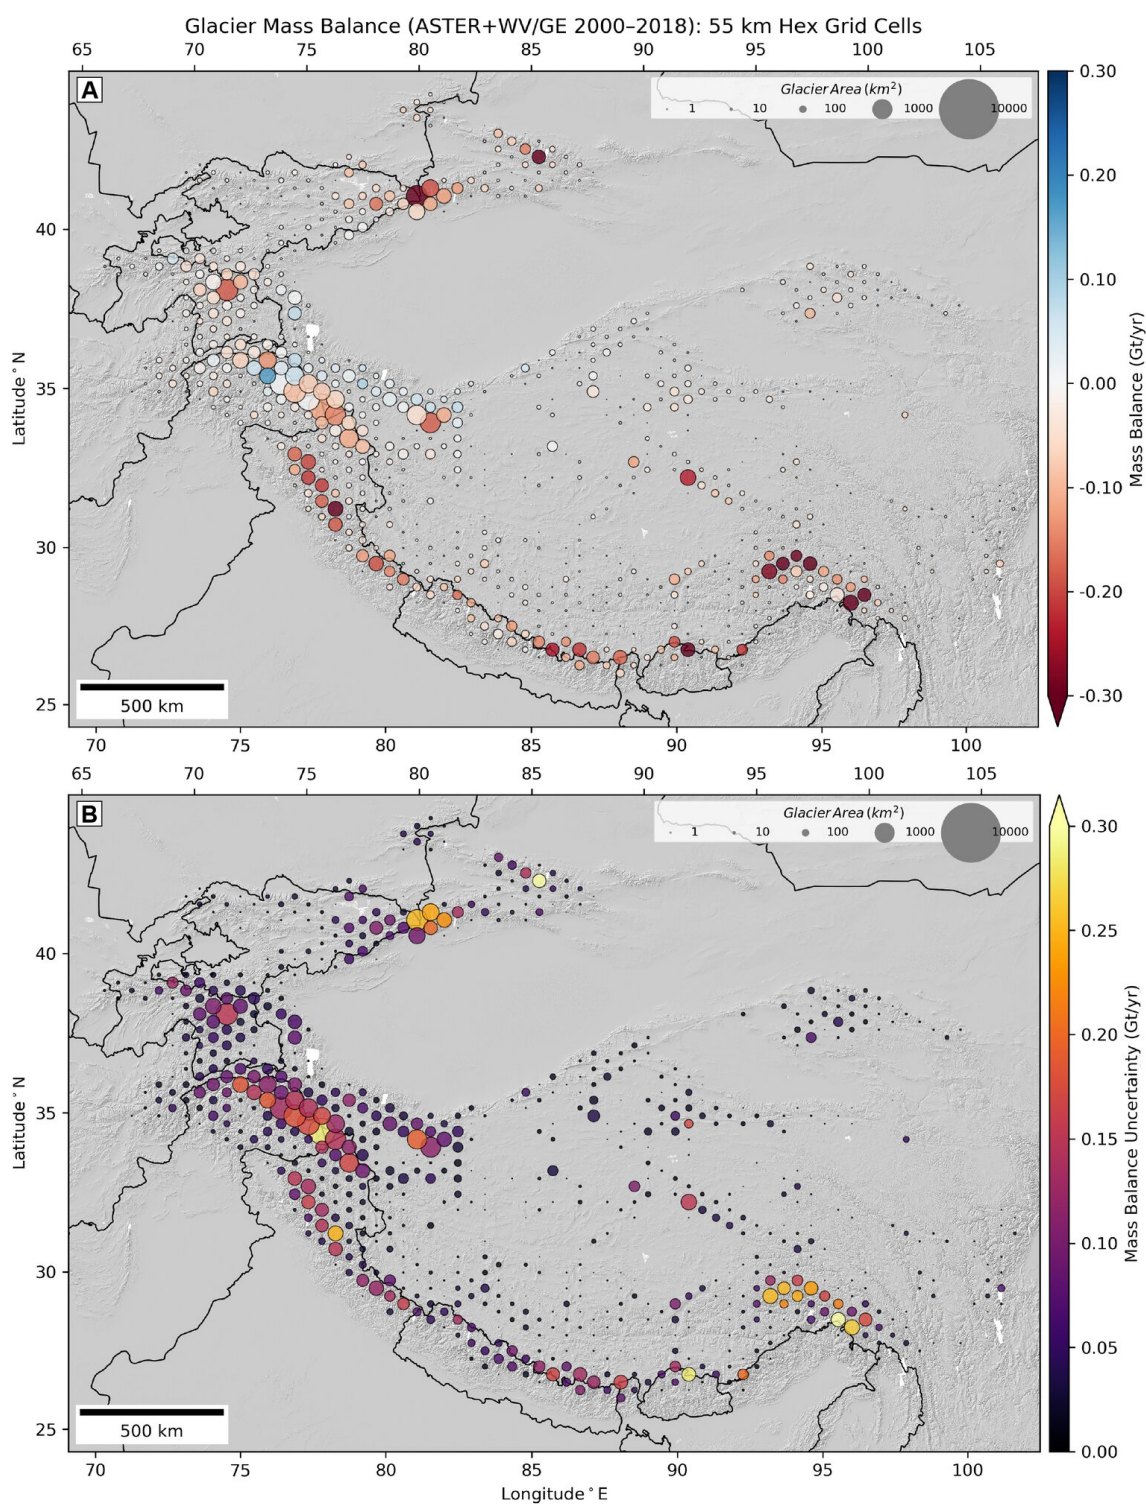 Glacier Mass Balance (ASTER+WV/GE 2000–2018): 55 km Hex Grid Cells
65 70 75 80 85 90 95 100 105
A
Glacier Area (km²)
1 10 100 1000 10000
0.30
0.20
0.10
0.00
-0.10
-0.20
-0.30
Mass Balance (Gt/yr)
40
35
30
25
Latitude°N
500 km
70 75 80 85 90 95 100
65 70 75 80 85 90 95 100 105
B
Glacier Area (km²)
1 10 100 1000 10000
0.30
0.25
0.20
0.15
0.10
0.05
0.00
Mass Balance Uncertainty (Gt/yr)
40
35
30
25
Latitude°N
500 km
70 75 80 85 90 95 100
Longitude°E